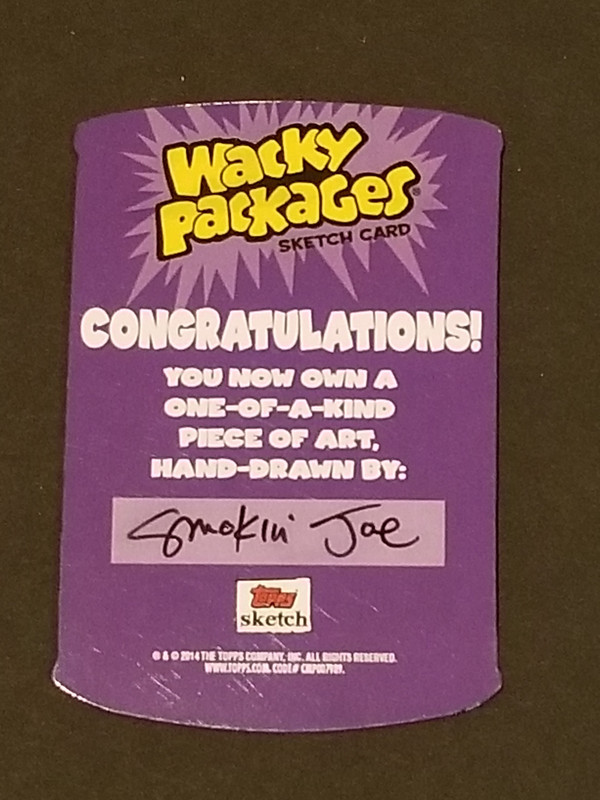 Wacky
Packages
SKETCH CARD
CONGRATULATIONS!
YOU NOW OWN A
ONE-OF-A-KIND
PIECE OF ART,
HAND-DRAWN BY:
Smokin' Joe
TOPPS
sketch
® & © 2014 THE TOPPS COMPANY, INC. ALL RIGHTS RESERVED.
WWW.TOPPS.COM. CODE#